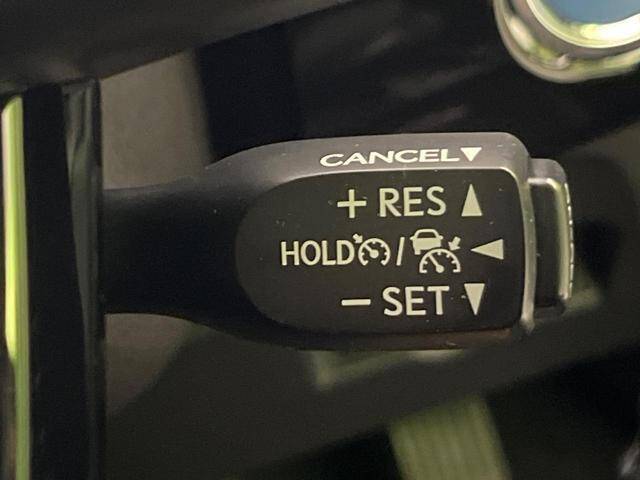 CANCEL▼
+ RES ▲
HOLD / ◀
− SET ▼